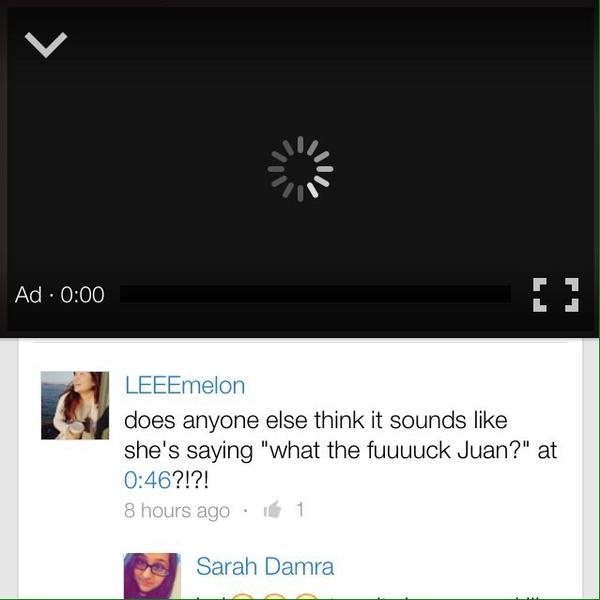 Ad · 0:00
LEEEmelon
does anyone else think it sounds like
she's saying "what the fuuuuck Juan?" at
0:46?!?!
8 hours ago · 1
Sarah Damra